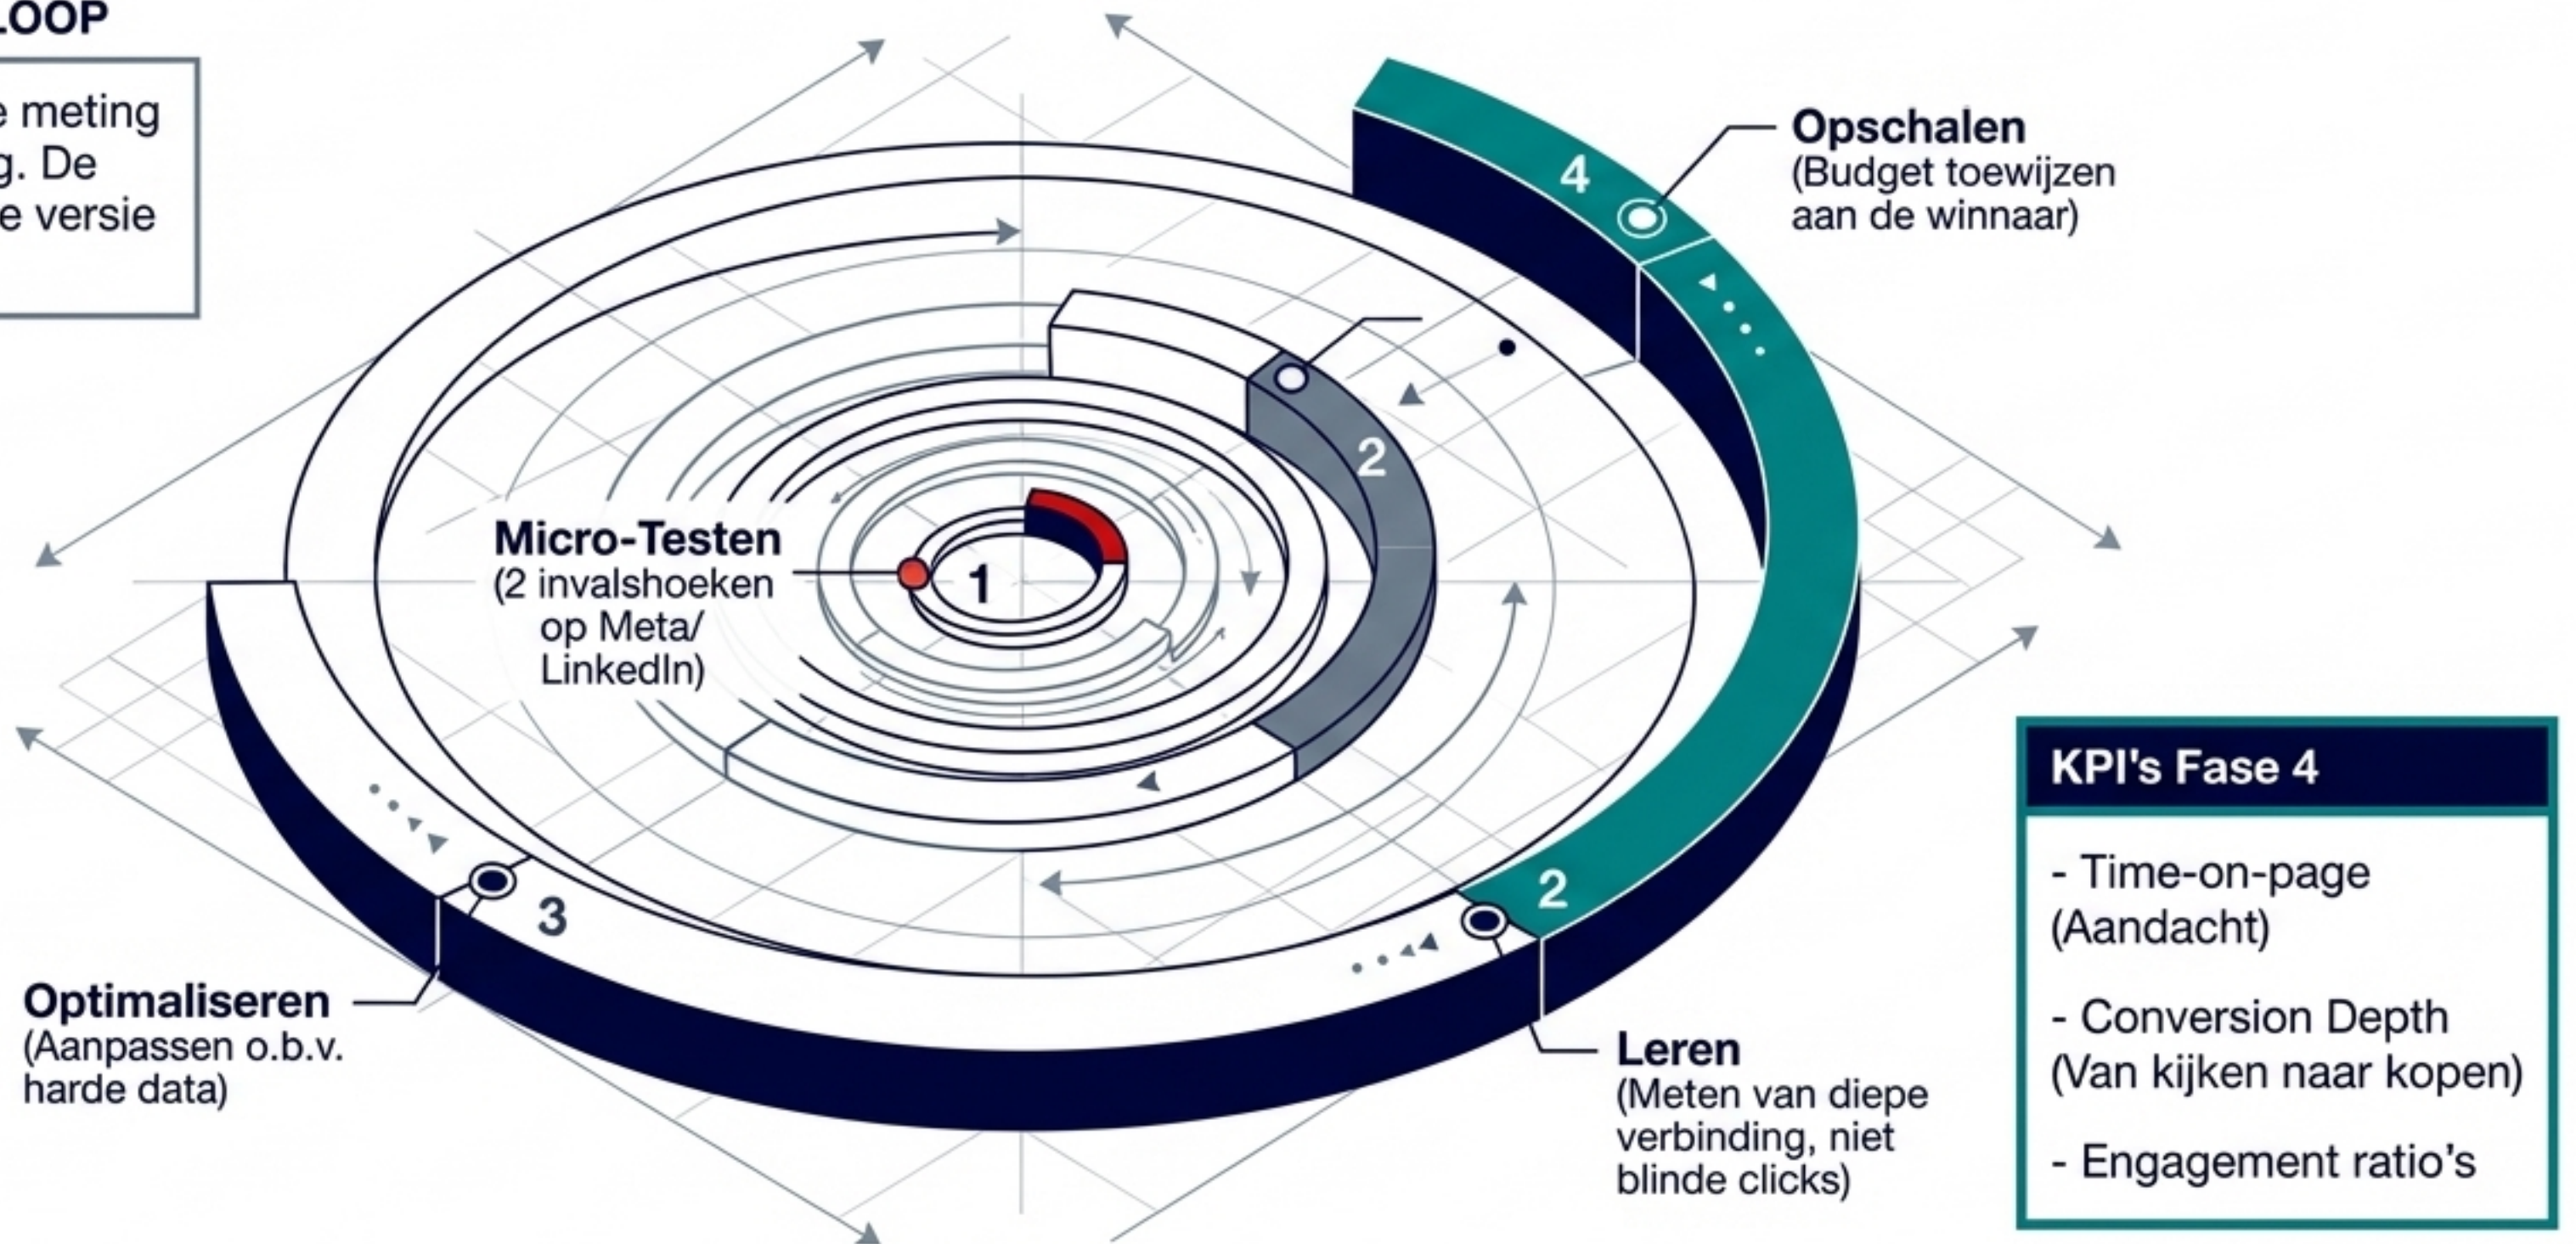 LOOP
e meting
g. De
e versie
Opschalen
(Budget toewijzen
aan de winnaar)
4
2
Micro-Testen
(2 invalshoeken
op Meta/
LinkedIn)
1
2
3
Optimaliseren
(Aanpassen o.b.v.
harde data)
Leren
(Meten van diepe
verbinding, niet
blinde clicks)
KPI's Fase 4
- Time-on-page
(Aandacht)
- Conversion Depth
(Van kijken naar kopen)
- Engagement ratio's